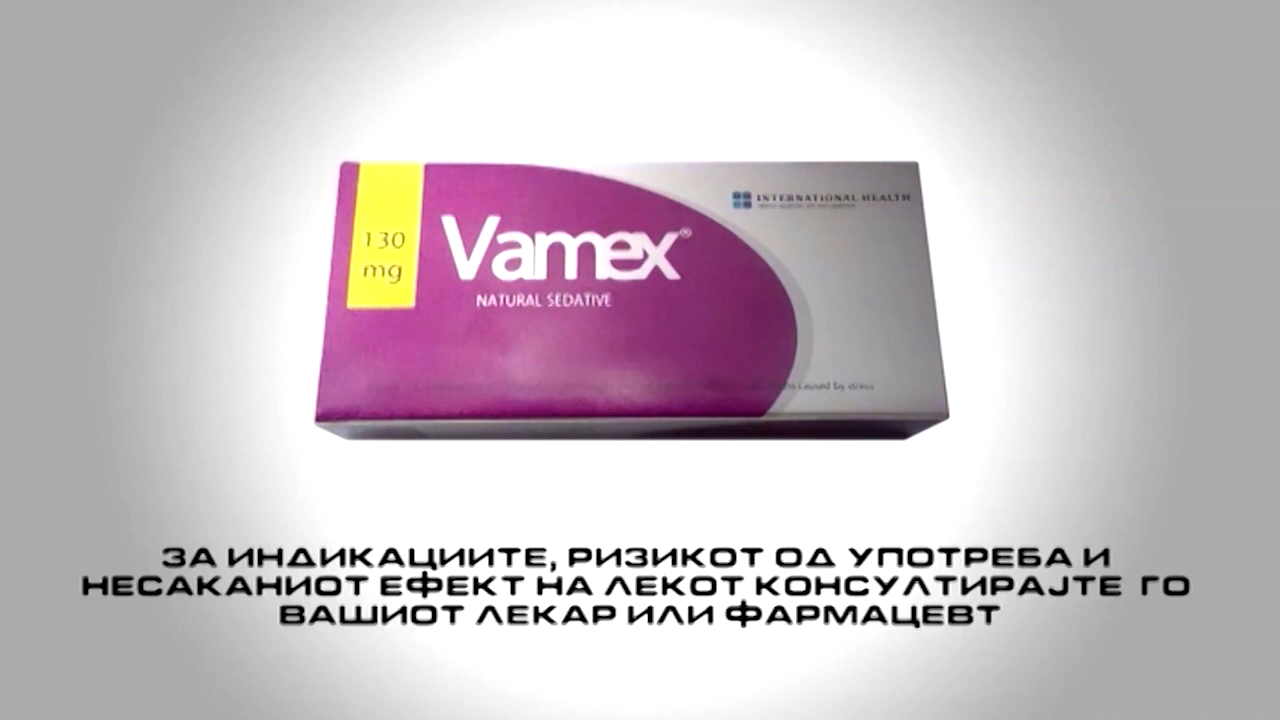 130
mg
Vamex®
NATURAL SEDATIVE
INTERNATIONAL HEALTH
caused by stress
ЗА ИНДИКАЦИИТЕ, РИЗИКОТ ОД УПОТРЕБА И
НЕСАКАНИОТ ЕФЕКТ НА ЛЕКОТ КОНСУЛТИРАЈТЕ ГО
ВАШИОТ ЛЕКАР ИЛИ ФАРМАЦЕВТ